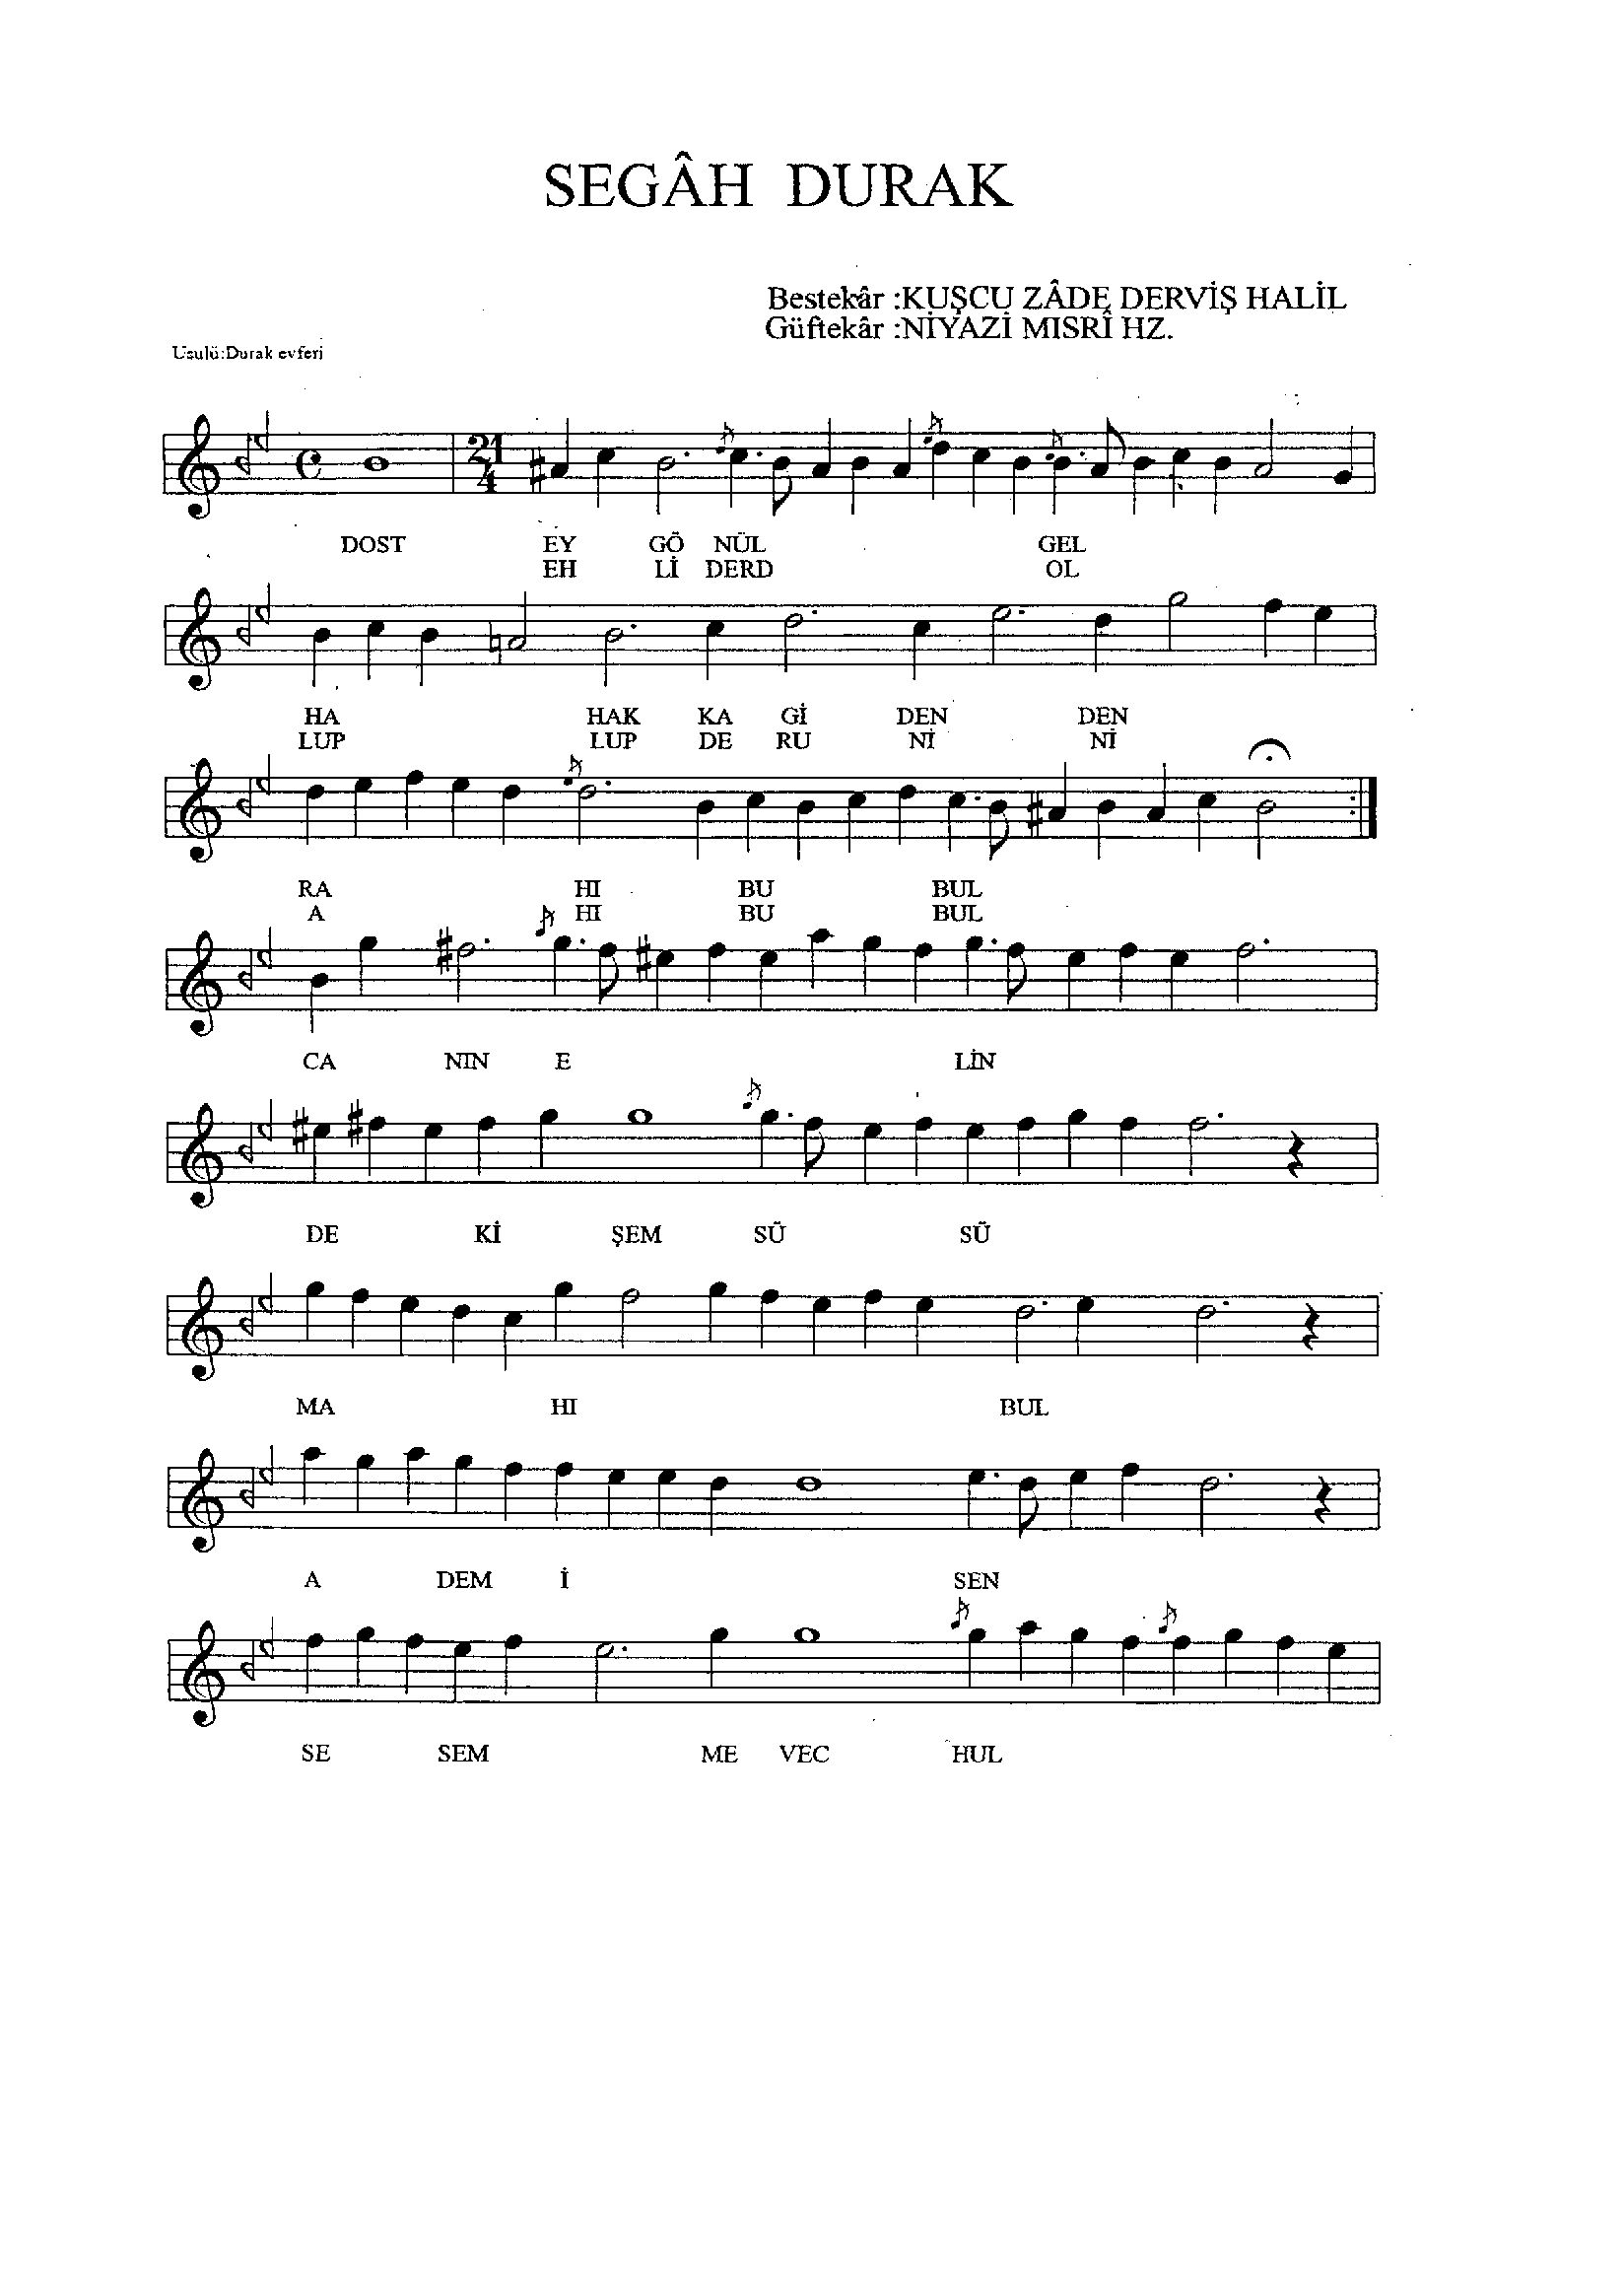 SEGÂH DURAK
Bestekâr :KUŞCU ZÂDE DERVİŞ HALİL
Güftekâr :NİYAZİ MISRÎ HZ.
Usulü:Durak evferi
21
4
DOST EY GÖ NÜL GEL
EH Lİ DERD OL
HA HAK KA Gİ DEN DEN
LUP LUP DE RU Nİ Nİ
RA HI BU BUL
A HI BU BUL
CA NIN E LİN
DE Kİ ŞEM SÜ SÜ
MA HI BUL
A DEM İ SEN
SE SEM ME VEC HUL